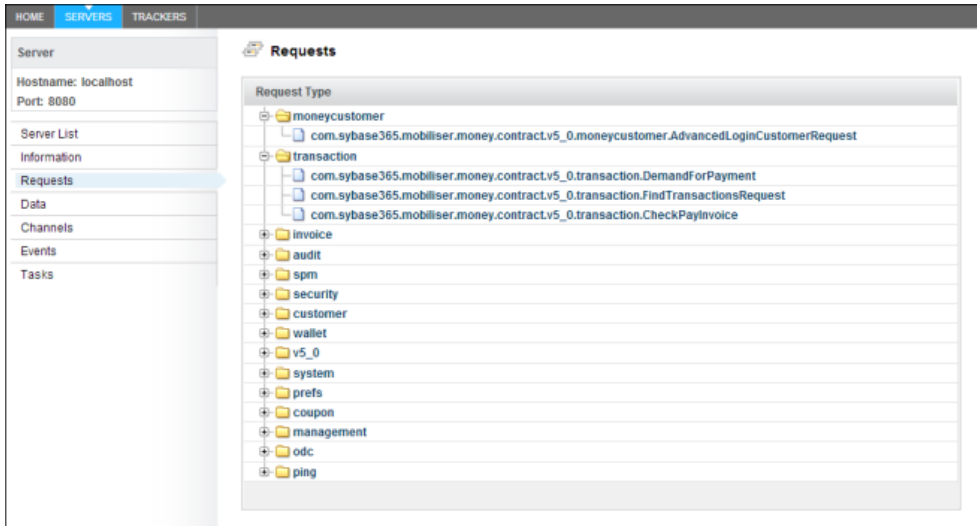 HOME SERVERS TRACKERS
Server
Hostname: localhost
Port: 8080
Server List
Information
Requests
Data
Channels
Events
Tasks
Requests
Request Type
moneycustomer
com.sybase365.mobiliser.money.contract.v5_0.moneycustomer.AdvancedLoginCustomerRequest
transaction
com.sybase365.mobiliser.money.contract.v5_0.transaction.DemandForPayment
com.sybase365.mobiliser.money.contract.v5_0.transaction.FindTransactionsRequest
com.sybase365.mobiliser.money.contract.v5_0.transaction.CheckPayInvoice
invoice
audit
spm
security
customer
wallet
v5_0
system
prefs
coupon
management
odc
ping